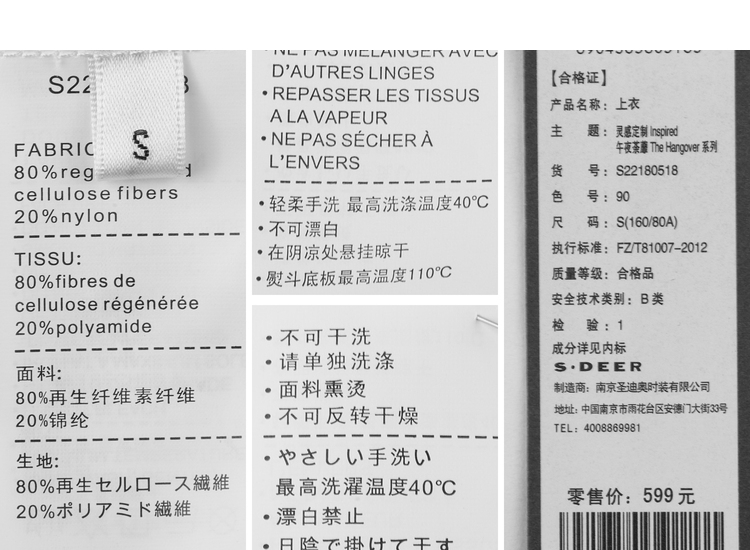 S
80%reg
cellulose fibers
20%nylon
TISSU:
80%fibres de
cellulose régénérée
20%polyamide
面料:
80%再生纤维素纤维
20%锦纶
生地:
80%再生セルロース繊維
20%ポリアミド繊維
•NE PAS MÉLANGER AVEC
D'AUTRES LINGES
•REPASSER LES TISSUS
A LA VAPEUR
•NE PAS SÉCHER À
L'ENVERS
•轻柔手洗 最高洗涤温度40℃
•不可漂白
•在阴凉处悬挂晾干
•熨斗底板最高温度110℃
•不可干洗
•请单独洗涤
•面料熏烫
•不可反转干燥
•やさしい手洗い
最高洗濯温度40℃
•漂白禁止
•日陰で掛けて干す
【合格证】
产品名称: 上衣
主 题: 灵感定制 Inspired
午夜荼蘼 The Hangover 系列
货 号: S22180518
色 号: 90
尺 码: S(160/80A)
执行标准: FZ/T81007-2012
质量等级: 合格品
安全技术类别: B 类
检 验: 1
成分详见内标
S·DEER
制造商: 南京圣迪奥时装有限公司
地址: 中国南京市雨花台区安德门大街33号
TEL: 4008869981
零售价: 599 元